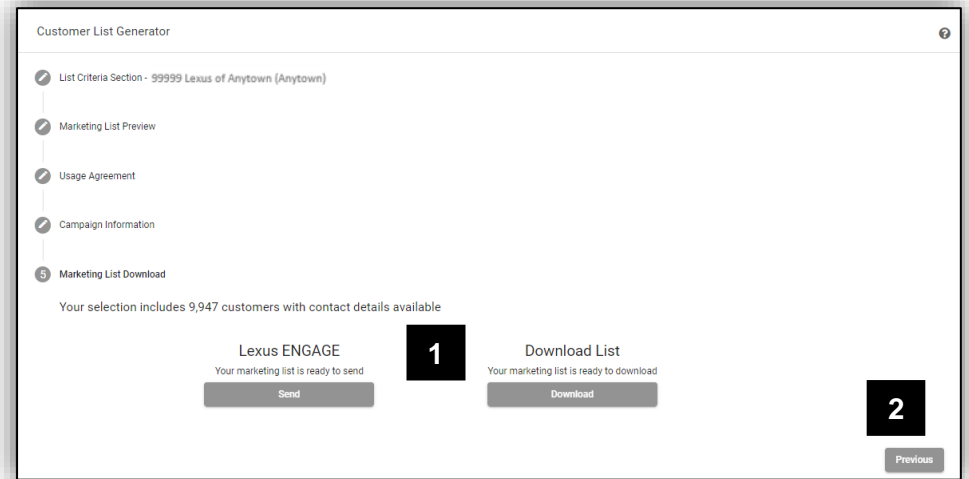 Customer List Generator
?
List Criteria Section - 99999 Lexus of Anytown (Anytown)
Marketing List Preview
Usage Agreement
Campaign Information
5 Marketing List Download
Your selection includes 9,947 customers with contact details available
Lexus ENGAGE
Your marketing list is ready to send
Send
1
Download List
Your marketing list is ready to download
Download
2
Previous